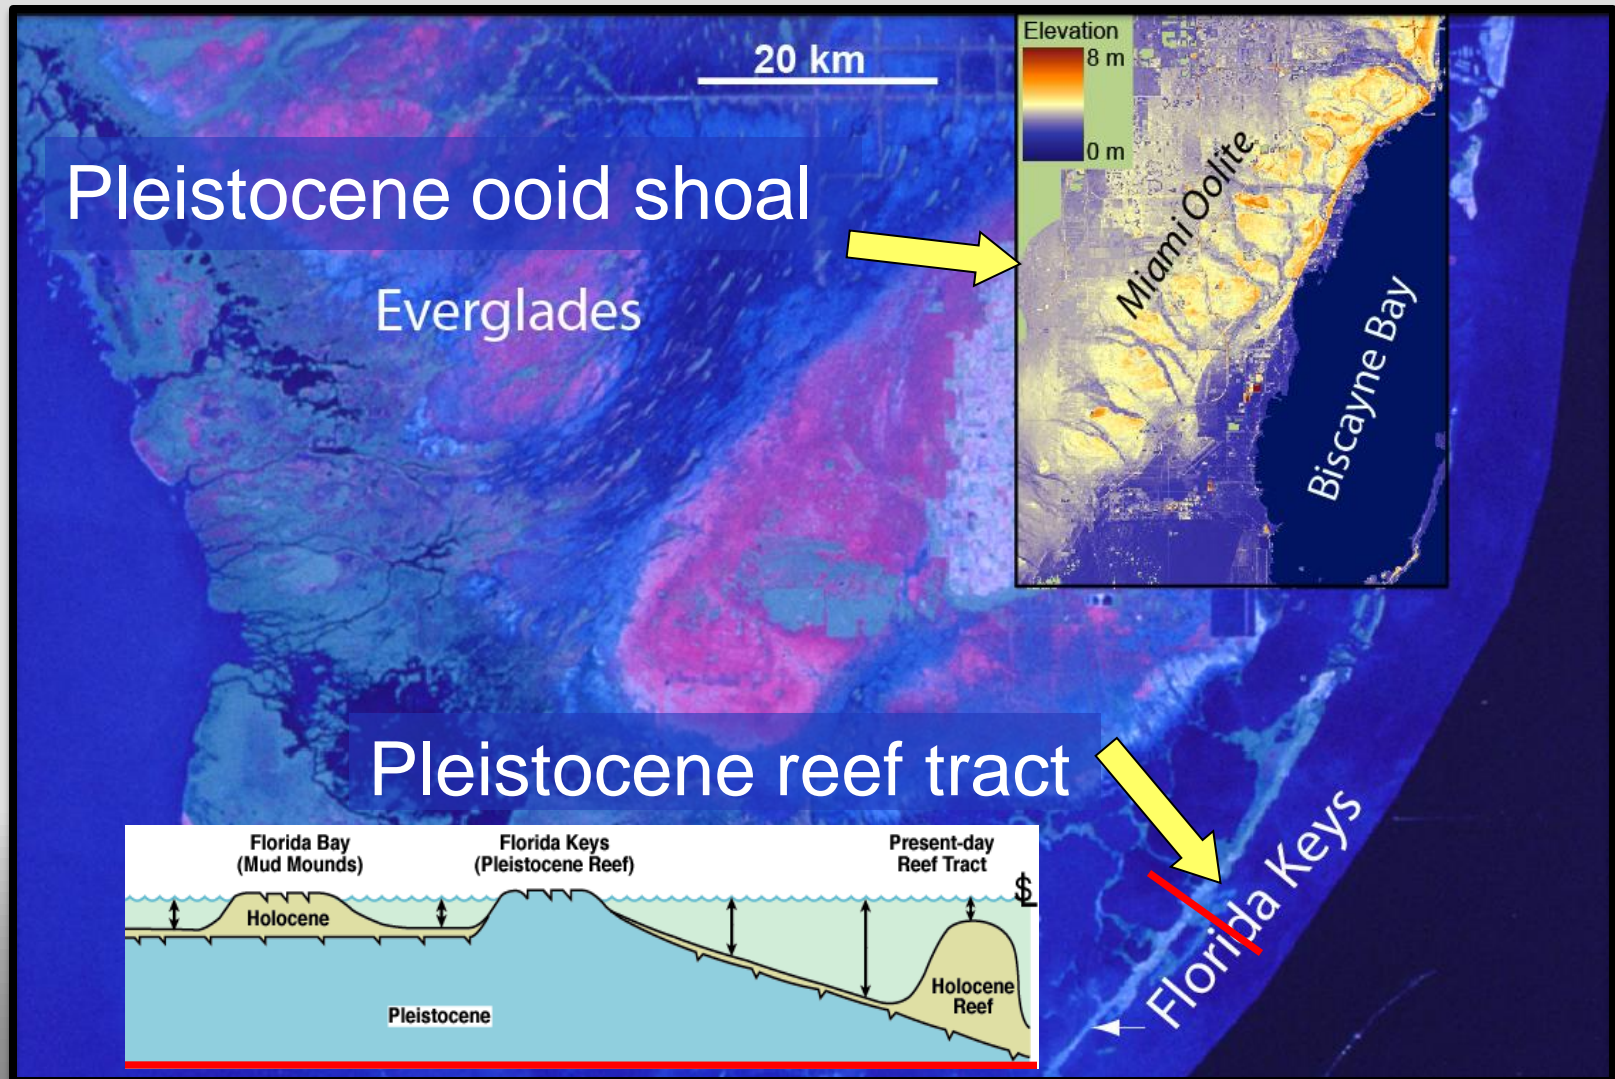 20 km
Elevation
8 m
0 m
Pleistocene ooid shoal
Miami Oolite
Everglades
Biscayne Bay
Pleistocene reef tract
Florida Keys
Florida Bay
(Mud Mounds)
Florida Keys
(Pleistocene Reef)
Present-day
Reef Tract
SL
Holocene
Holocene
Reef
Pleistocene